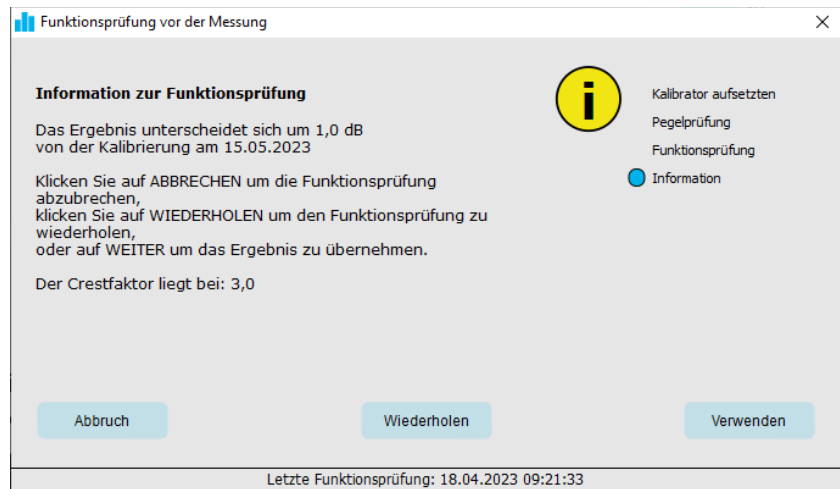 Funktionsprüfung vor der Messung
Information zur Funktionsprüfung
Das Ergebnis unterscheidet sich um 1,0 dB
von der Kalibrierung am 15.05.2023
Klicken Sie auf ABBRECHEN um die Funktionsprüfung
abzubrechen,
klicken Sie auf WIEDERHOLEN um den Funktionsprüfung zu
wiederholen,
oder auf WEITER um das Ergebnis zu übernehmen.
Der Crestfaktor liegt bei: 3,0
i
Kalibrator aufsetzten
Pegelprüfung
Funktionsprüfung
Information
Abbruch
Wiederholen
Verwenden
Letzte Funktionsprüfung: 18.04.2023 09:21:33